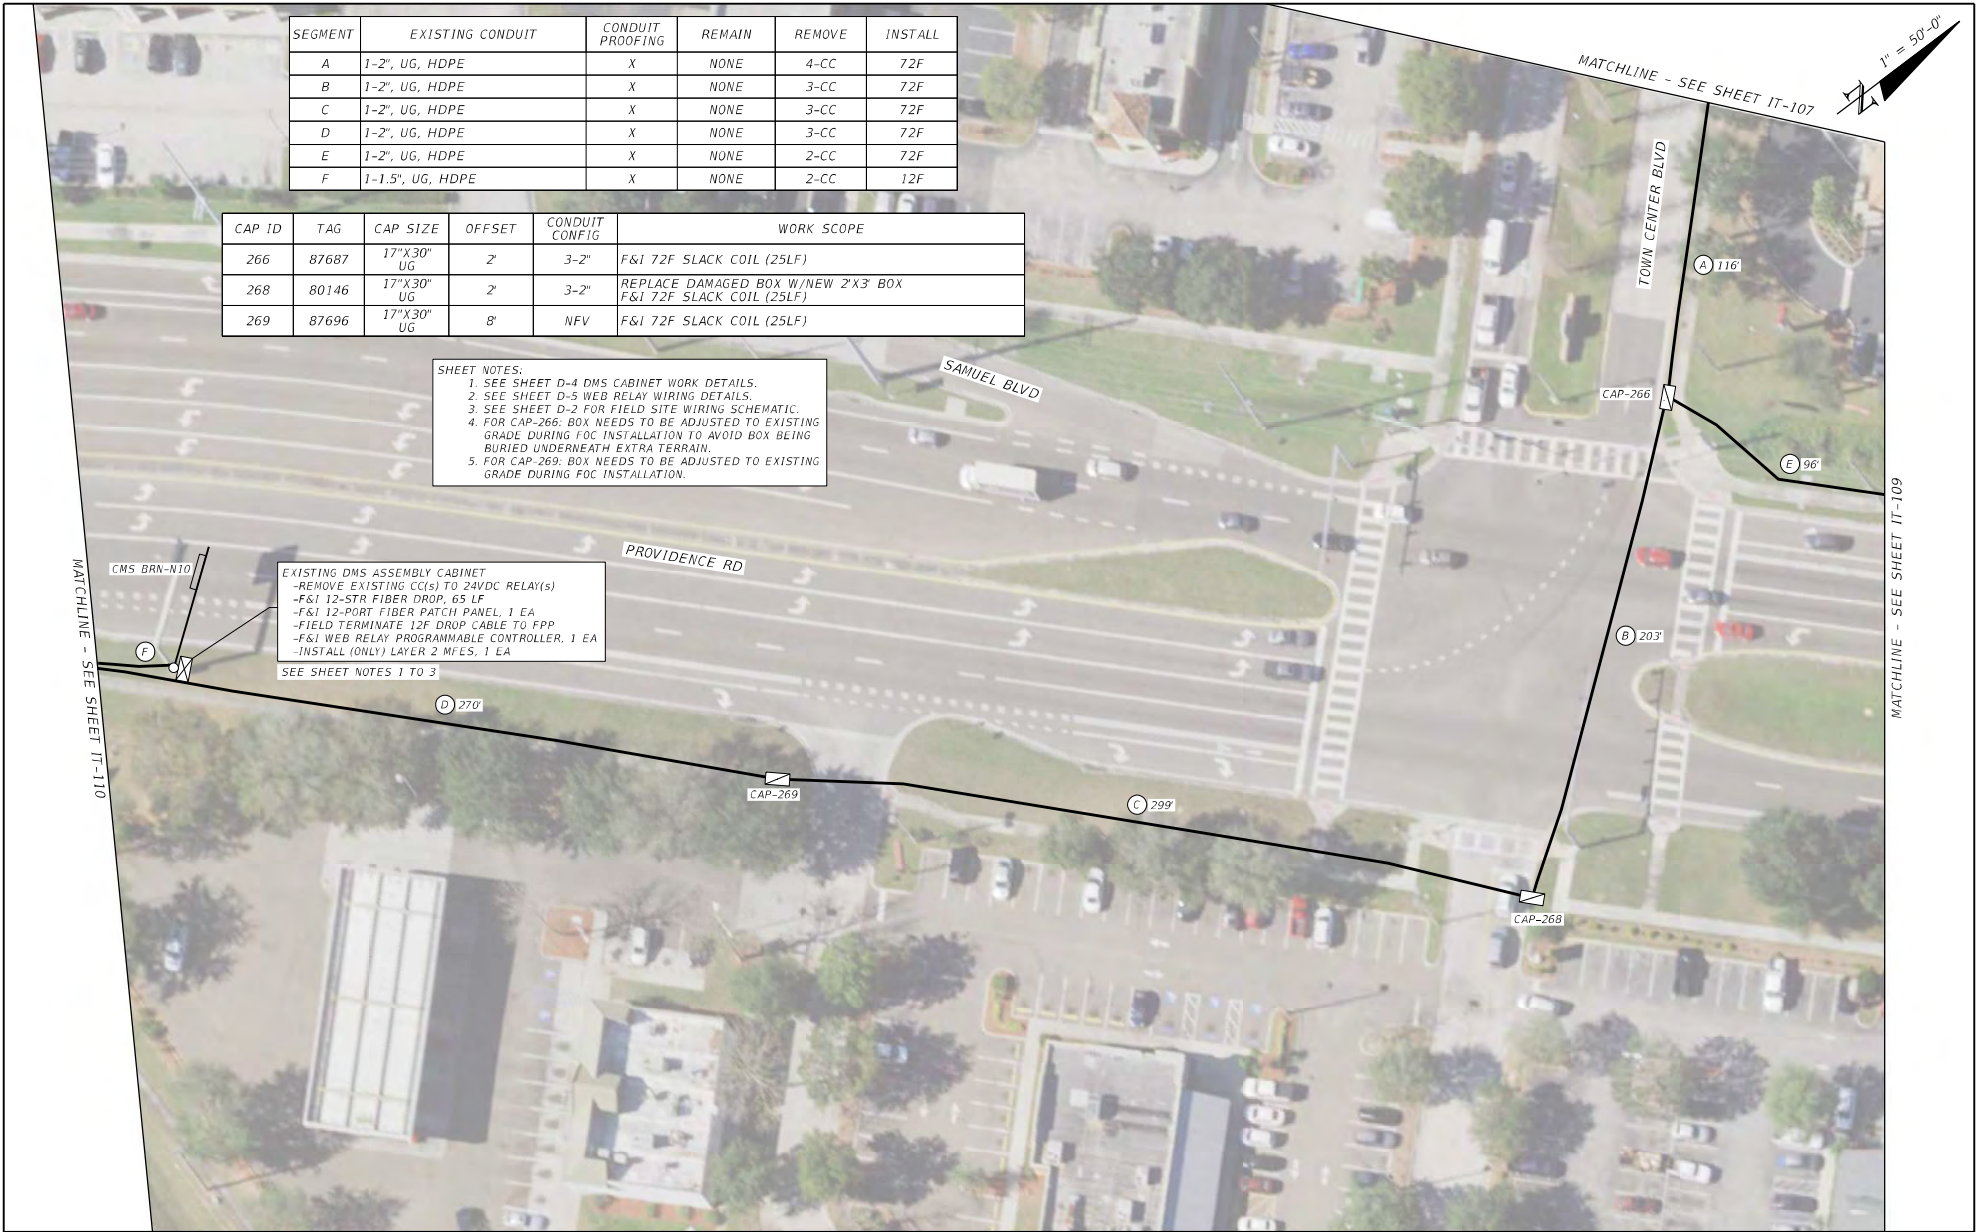 SEGMENT EXISTING CONDUIT CONDUIT PROOFING REMAIN REMOVE INSTALL
A 1-2", UG, HDPE X NONE 4-CC 72F
B 1-2", UG, HDPE X NONE 3-CC 72F
C 1-2", UG, HDPE X NONE 3-CC 72F
D 1-2", UG, HDPE X NONE 3-CC 72F
E 1-2", UG, HDPE X NONE 2-CC 72F
F 1-1.5", UG, HDPE X NONE 2-CC 12F
CAP ID TAG CAP SIZE OFFSET CONDUIT CONFIG WORK SCOPE
266 87687 17"X30" UG 2' 3-2" F&I 72F SLACK COIL (25LF)
268 80146 17"X30" UG 2' 3-2" REPLACE DAMAGED BOX W/NEW 2'X3' BOX
F&I 72F SLACK COIL (25LF)
269 87696 17"X30" UG 8' NFV F&I 72F SLACK COIL (25LF)
SHEET NOTES:
1. SEE SHEET D-4 DMS CABINET WORK DETAILS.
2. SEE SHEET D-5 WEB RELAY WIRING DETAILS.
3. SEE SHEET D-2 FOR FIELD SITE WIRING SCHEMATIC.
4. FOR CAP-266: BOX NEEDS TO BE ADJUSTED TO EXISTING
GRADE DURING FOC INSTALLATION TO AVOID BOX BEING
BURIED UNDERNEATH EXTRA TERRAIN.
5. FOR CAP-269: BOX NEEDS TO BE ADJUSTED TO EXISTING
GRADE DURING FOC INSTALLATION.
MATCHLINE - SEE SHEET IT-107
1" = 50'-0"
N
TOWN CENTER BLVD
A 116'
SAMUEL BLVD
CAP-266
E 96'
MATCHLINE - SEE SHEET IT-109
PROVIDENCE RD
CMS BRN-N10
EXISTING DMS ASSEMBLY CABINET
-REMOVE EXISTING CC(s) TO 24VDC RELAY(s)
-F&I 12-STR FIBER DROP, 65 LF
-F&I 12-PORT FIBER PATCH PANEL, 1 EA
-FIELD TERMINATE 12F DROP CABLE TO FPP
-F&I WEB RELAY PROGRAMMABLE CONTROLLER, 1 EA
-INSTALL (ONLY) LAYER 2 MFES, 1 EA
SEE SHEET NOTES 1 TO 3
B 203'
F
MATCHLINE - SEE SHEET IT-110
D 270'
CAP-269
C 299'
CAP-268